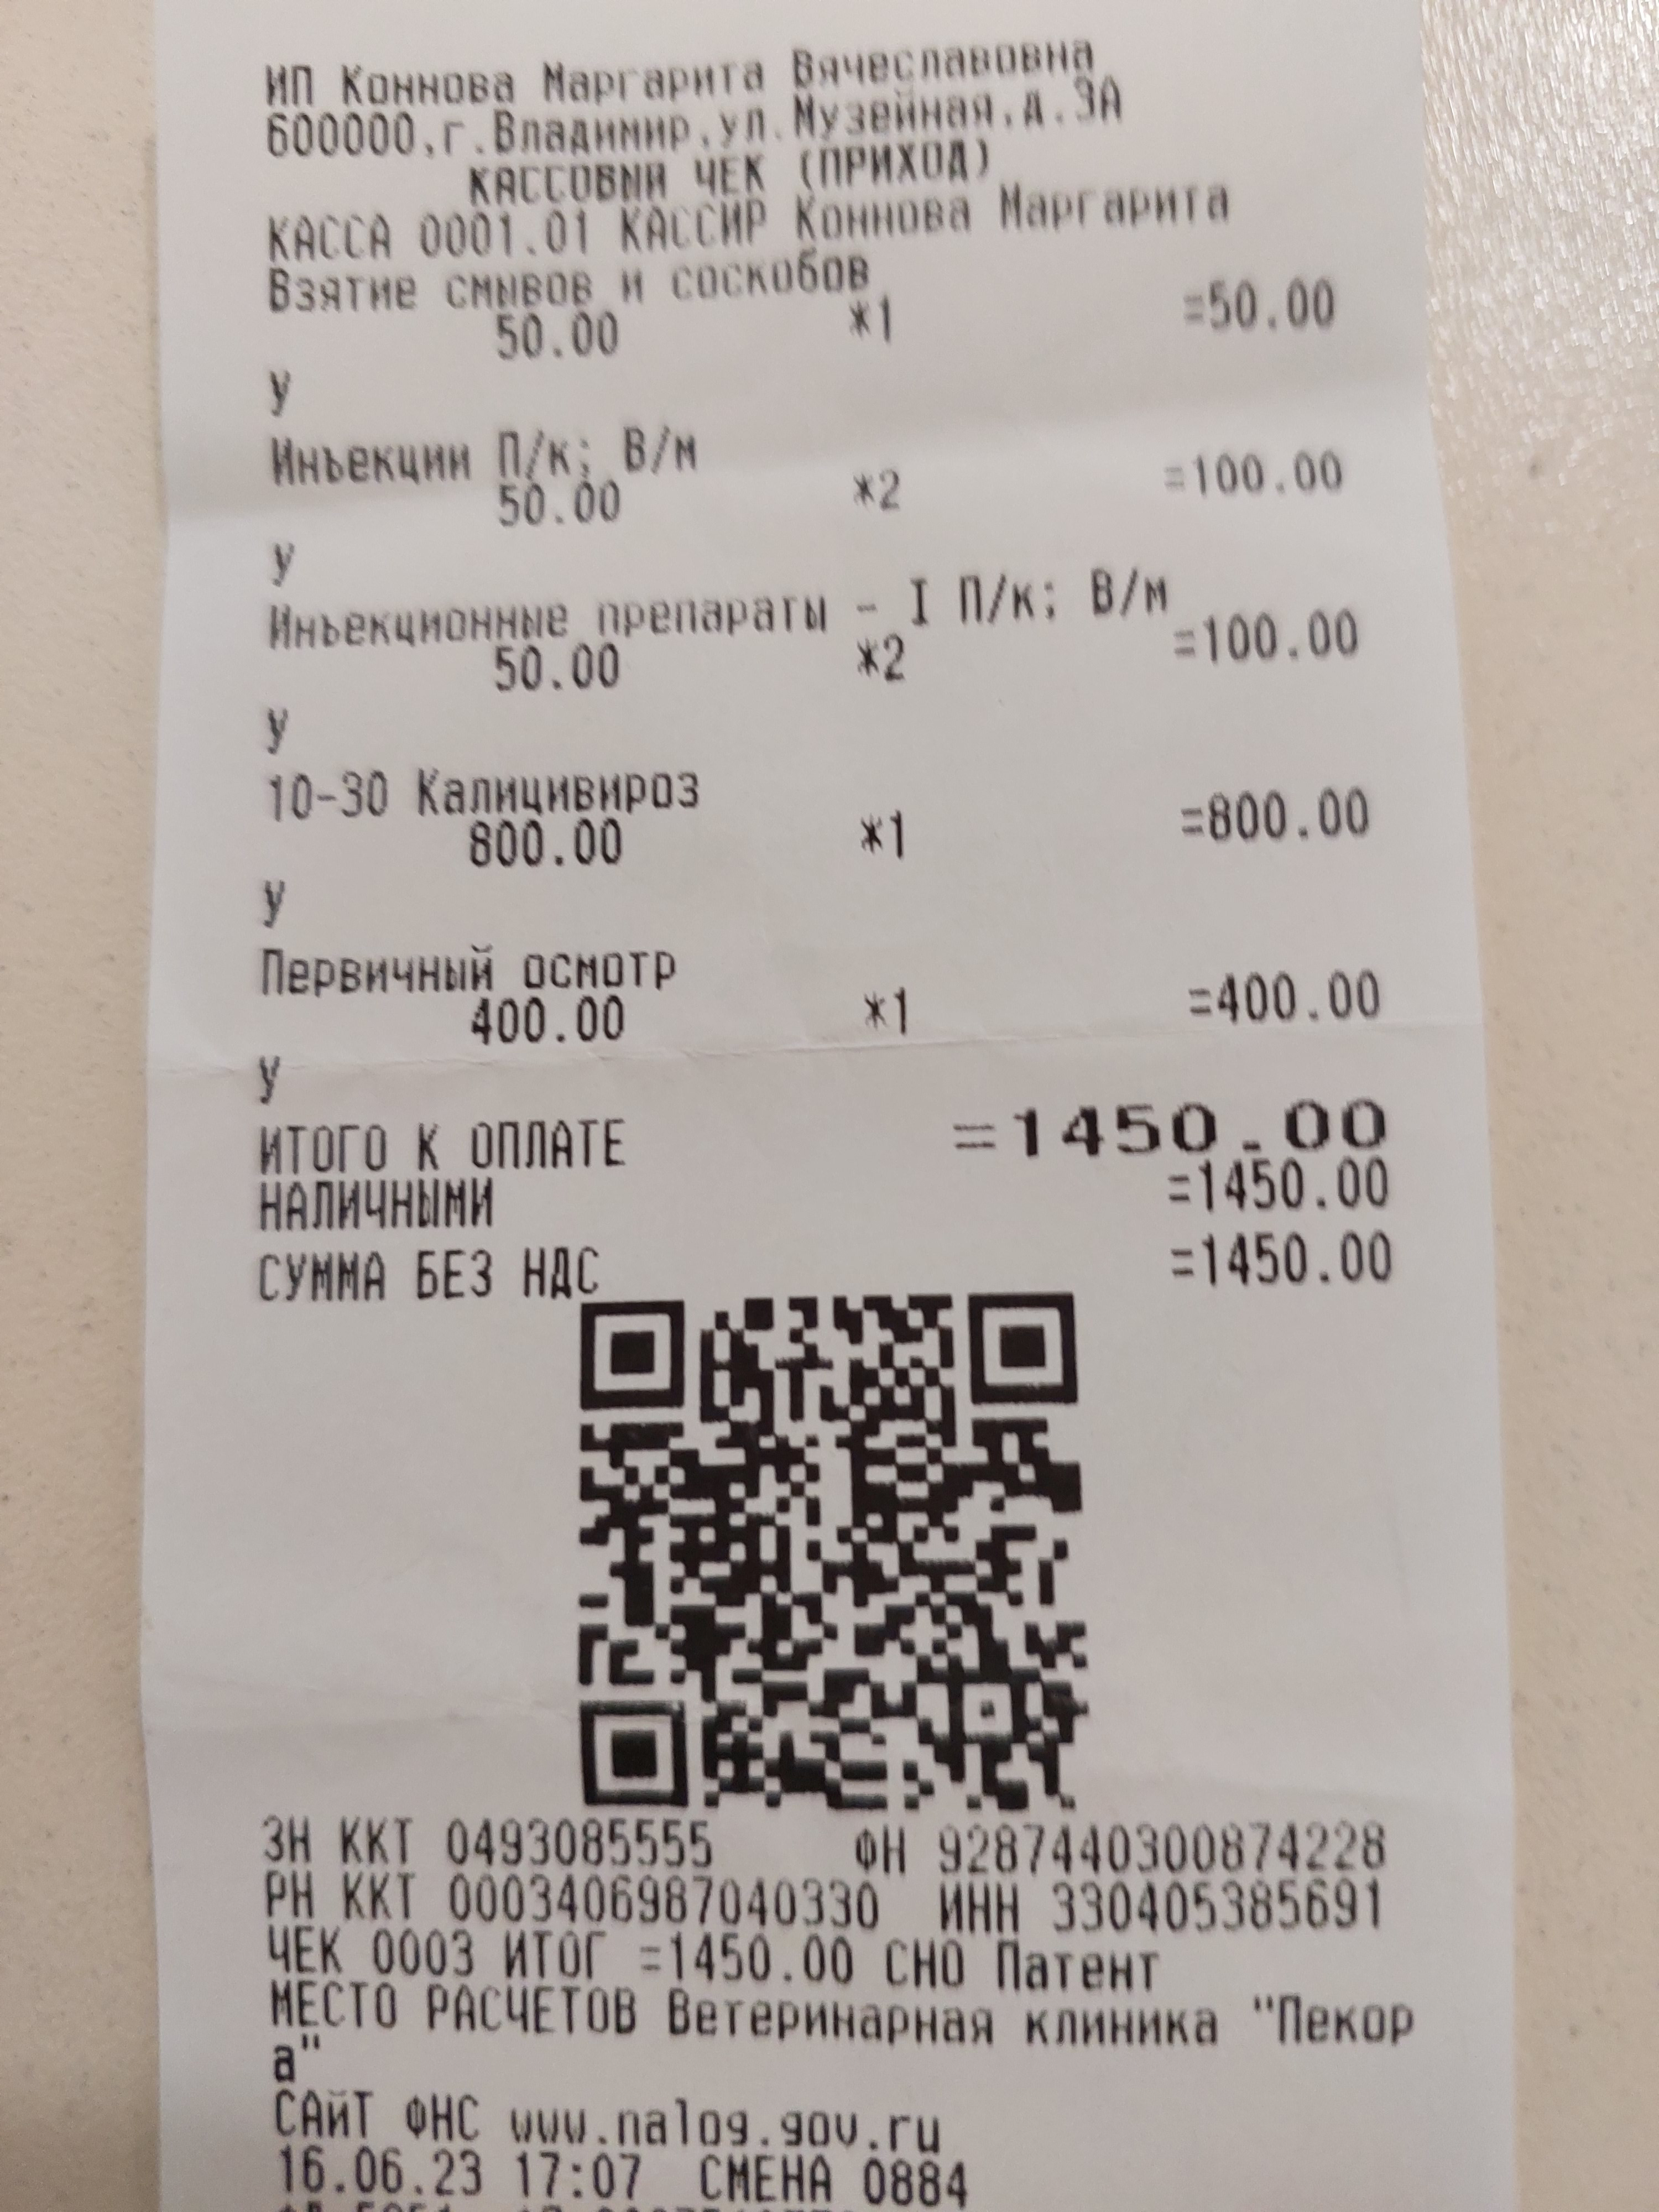 ИП Коннова Маргарита Вячеславовна
600000,г.Владимир,ул.Музейная,д.3А
КАССОВЫЙ ЧЕК (ПРИХОД)
КАССА 0001.01 КАССИР Коннова Маргарита
Взятие смывов и соскобов
50.00 *1 =50.00
У
Инъекции П/к; В/м
50.00 *2 =100.00
У
Инъекционные препараты - I П/к; В/м
50.00 *2 =100.00
У
10-30 Калицивироз
800.00 *1 =800.00
У
Первичный осмотр
400.00 *1 =400.00
У
ИТОГО К ОПЛАТЕ =1450.00
НАЛИЧНЫМИ =1450.00
СУММА БЕЗ НДС =1450.00
ЗН ККТ 0493085555 ФН 9287440300874228
РН ККТ 0003406987040330 ИНН 330405385691
ЧЕК 0003 ИТОГ =1450.00 СНО Патент
МЕСТО РАСЧЕТОВ Ветеринарная клиника "Пекор
а"
САЙТ ФНС www.nalog.gov.ru
16.06.23 17:07 СМЕНА 0884